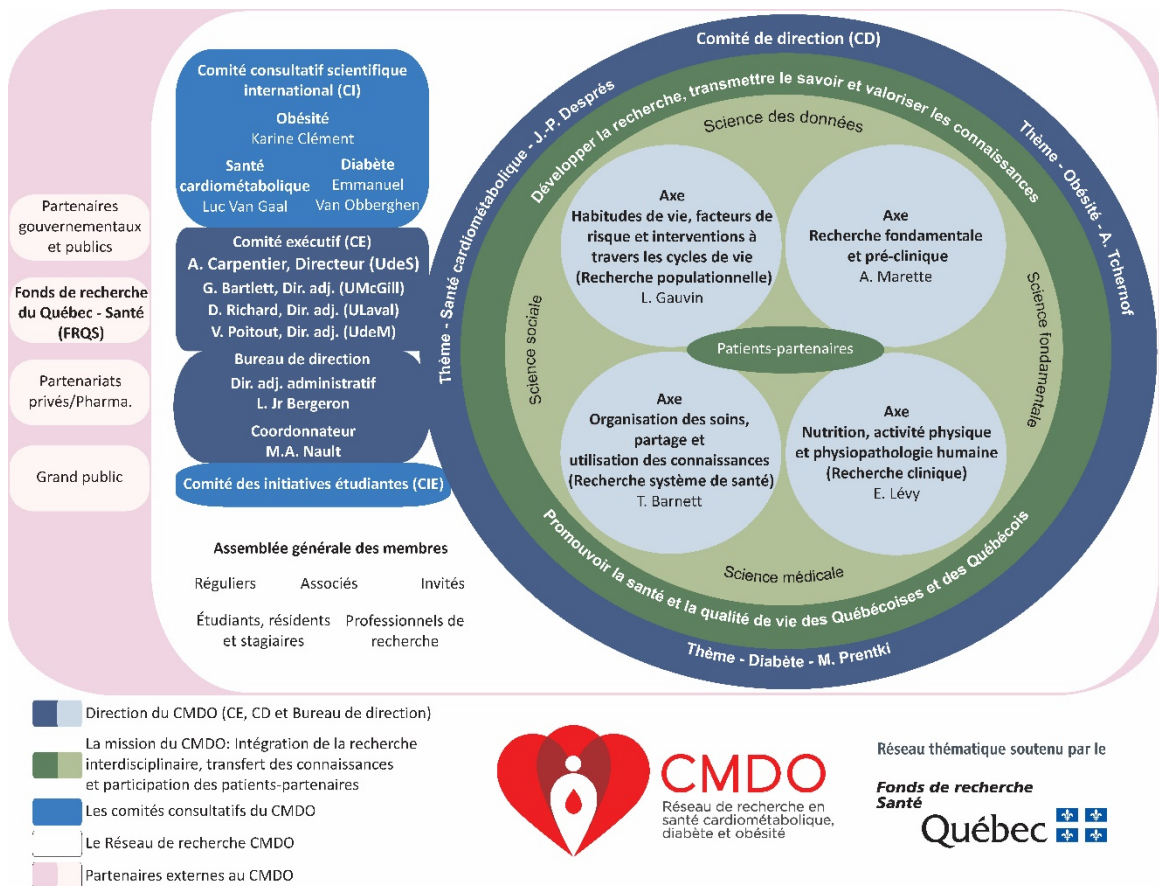 Partenaires
gouvernementaux
et publics
Fonds de recherche
du Québec - Santé
(FRQS)
Partenariats
privés/Pharma.
Grand public
Comité consultatif scientifique
international (CI)
Obésité
Karine Clément
Santé
cardiométabolique
Luc Van Gaal
Diabète
Emmanuel
Van Obberghen
Comité exécutif (CE)
A. Carpentier, Directeur (UdeS)
G. Bartlett, Dir. adj. (UMcGill)
D. Richard, Dir. adj. (ULaval)
V. Poitout, Dir. adj. (UdeM)
Bureau de direction
Dir. adj. administratif
L. Jr Bergeron
Coordonnateur
M.A. Nault
Comité des initiatives étudiantes (CIE)
Assemblée générale des membres
Réguliers
Associés
Invités
Étudiants, résidents
et stagiaires
Professionnels de
recherche
Comité de direction (CD)
Thème - Santé cardiométabolique - J.-P. Després
Thème - Obésité - A. Tchernof
Thème - Diabète - M. Prentki
Développer la recherche, transmettre le savoir et valoriser les connaissances
Promouvoir la santé et la qualité de vie des Québécoises et des Québécois
Science des données
Science sociale
Science fondamentale
Science médicale
Axe
Habitudes de vie, facteurs de
risque et interventions à
travers les cycles de vie
(Recherche populationnelle)
L. Gauvin
Axe
Recherche fondamentale
et pré-clinique
A. Marette
Patients-partenaires
Axe
Organisation des soins,
partage et
utilisation des connaissances
(Recherche système de santé)
T. Barnett
Axe
Nutrition, activité physique
et physiopathologie humaine
(Recherche clinique)
E. Lévy
Direction du CMDO (CE, CD et Bureau de direction)
La mission du CMDO: Intégration de la recherche
interdisciplinaire, transfert des connaissances
et participation des patients-partenaires
Les comités consultatifs du CMDO
Le Réseau de recherche CMDO
Partenaires externes au CMDO
CMDO
Réseau de recherche en
santé cardiométabolique,
diabète et obésité
Réseau thématique soutenu par le
Fonds de recherche
Santé
Québec